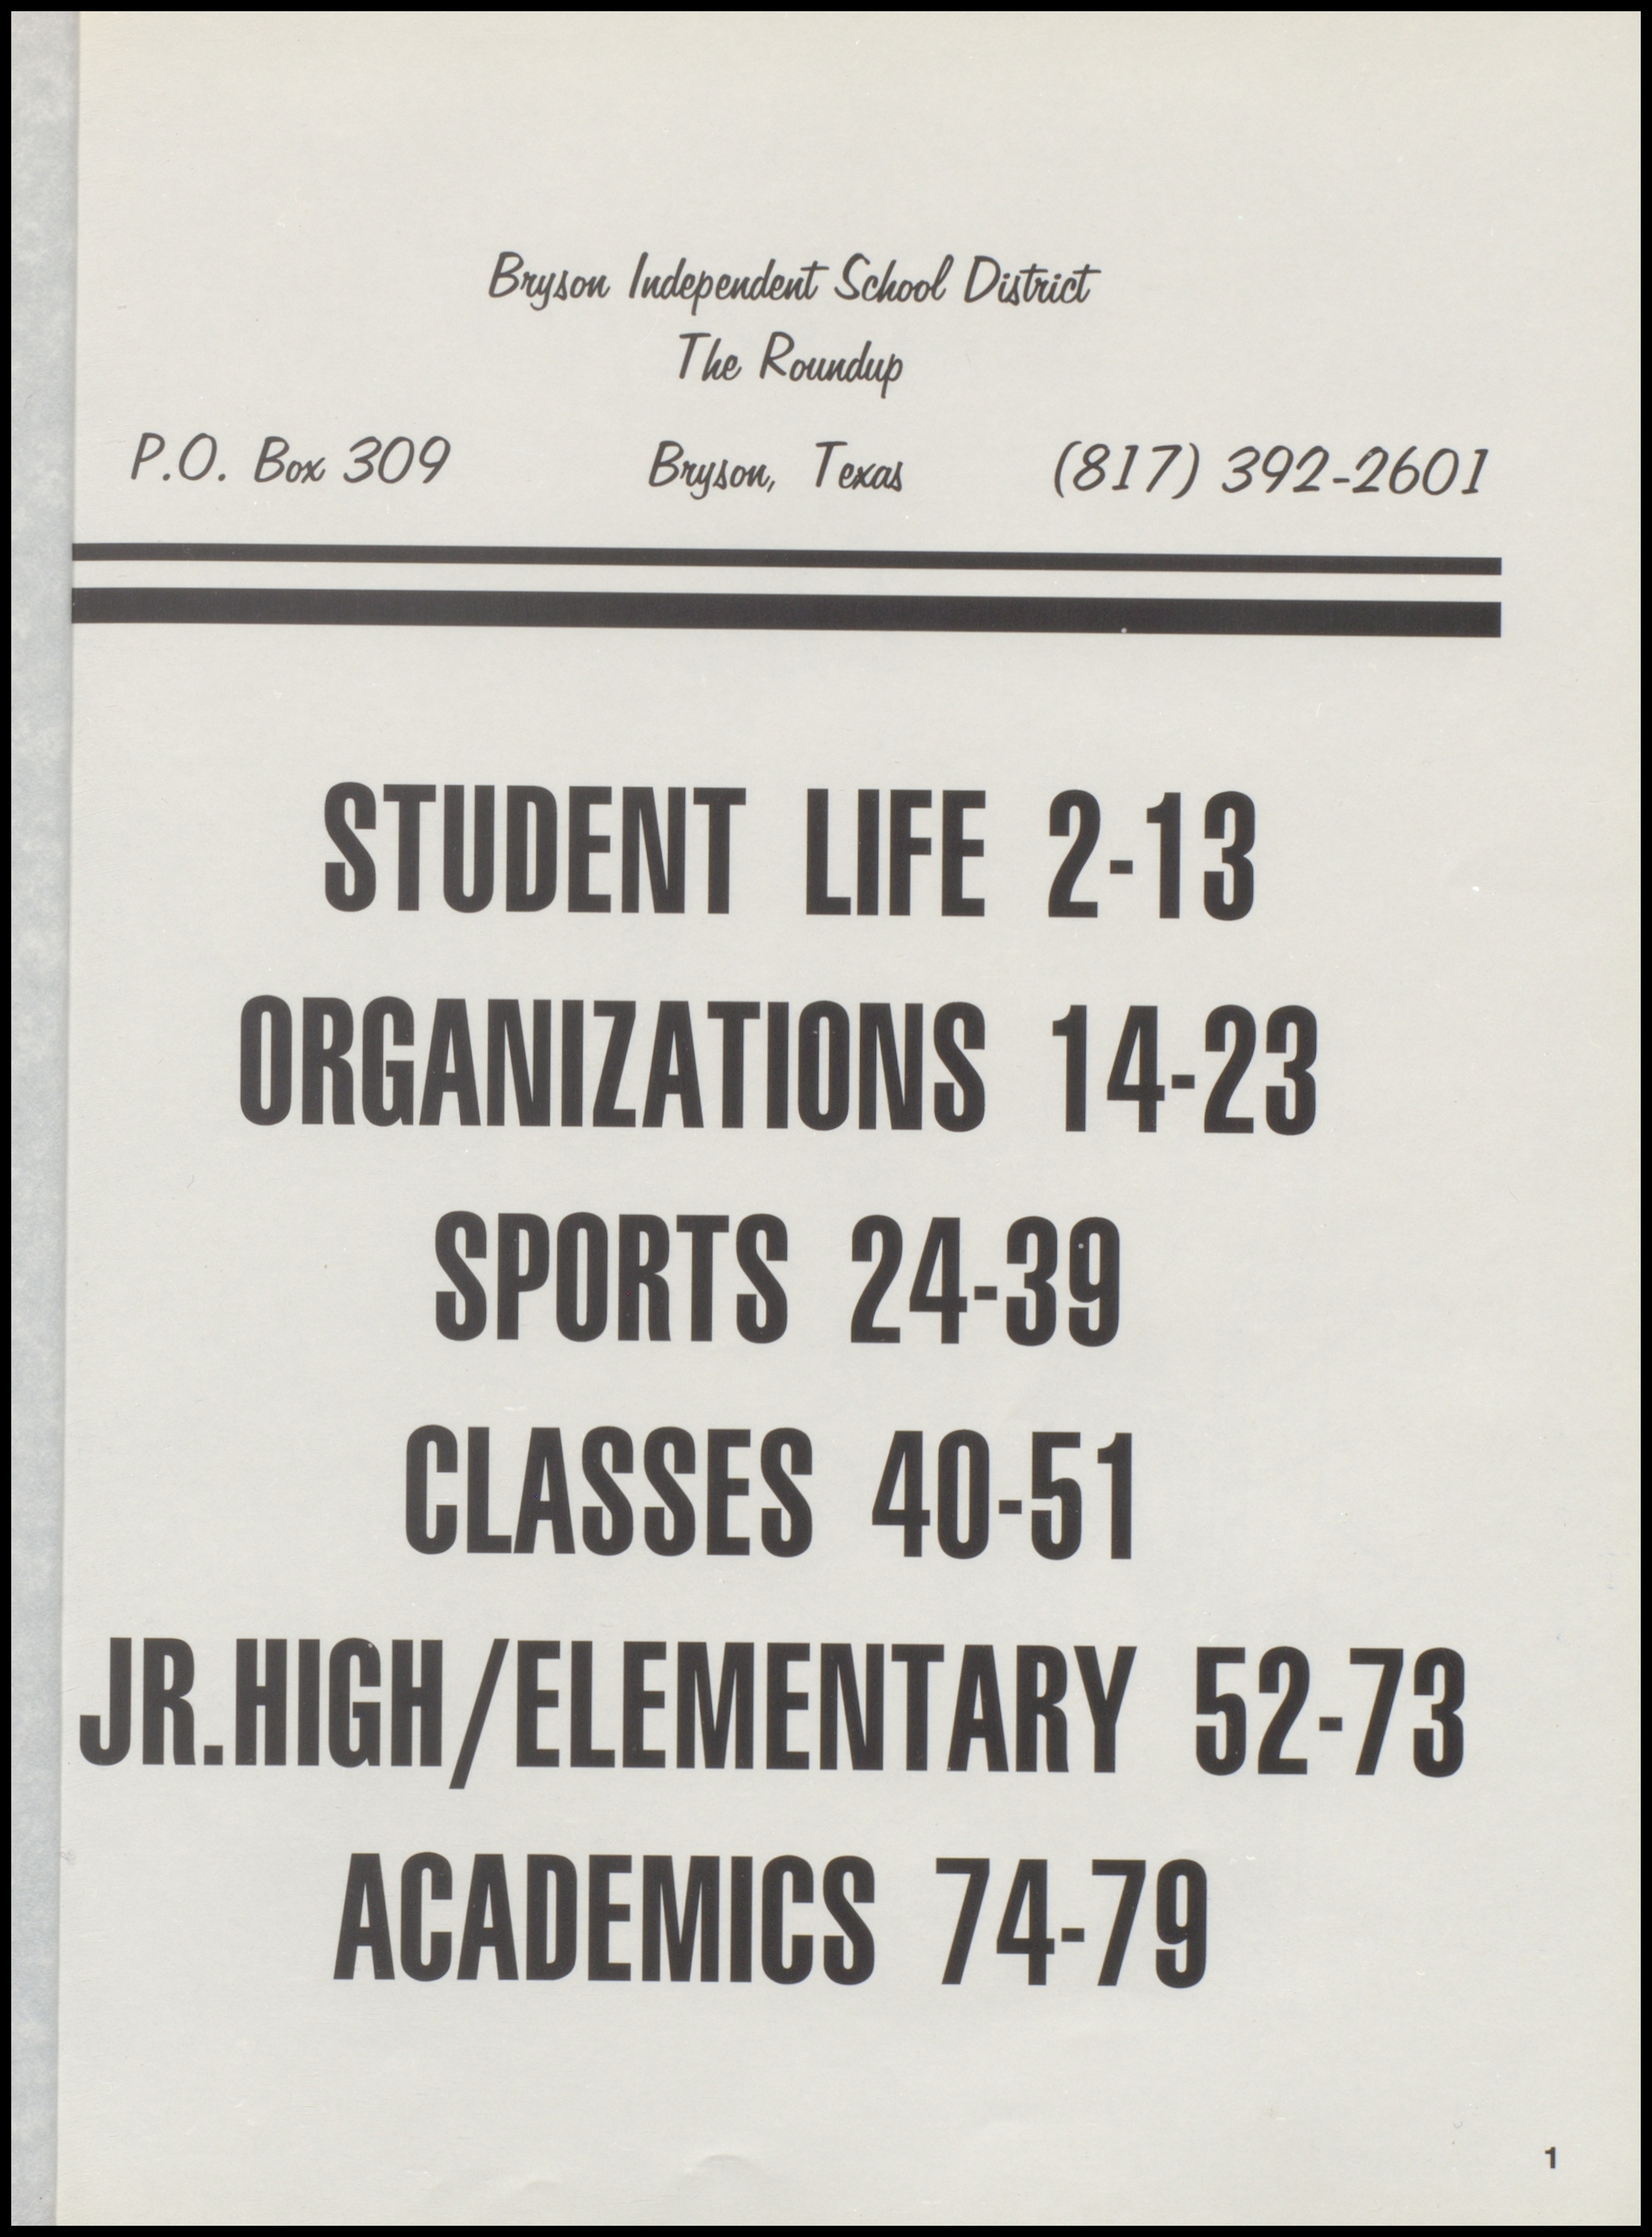 Bryson Independent School District
The Roundup
P.O. Box 309 Bryson, Texas (817) 392-2601
STUDENT LIFE 2-13
ORGANIZATIONS 14-23
SPORTS 24-39
CLASSES 40-51
JR.HIGH/ELEMENTARY 52-73
ACADEMICS 74-79
1